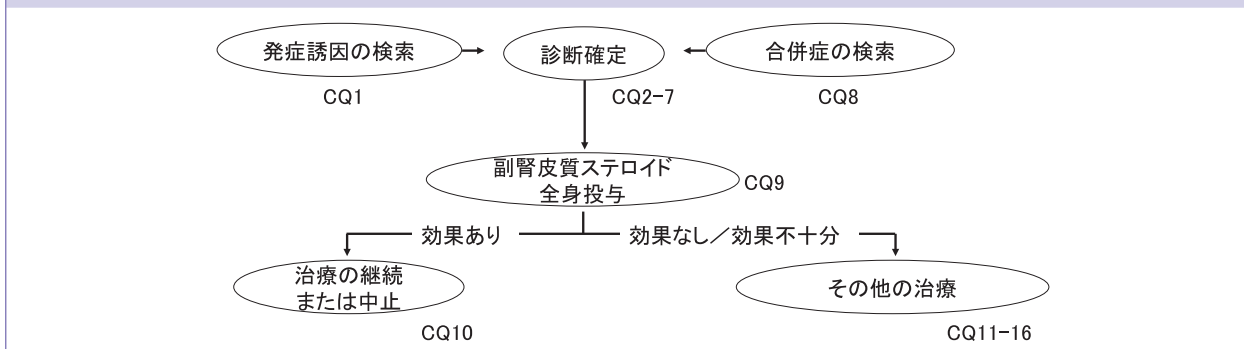 発症誘因の検索
診断確定
合併症の検索
CQ1
CQ2-7
CQ8
副腎皮質ステロイド
全身投与
CQ9
効果あり
効果なし／効果不十分
治療の継続
または中止
その他の治療
CQ10
CQ11-16